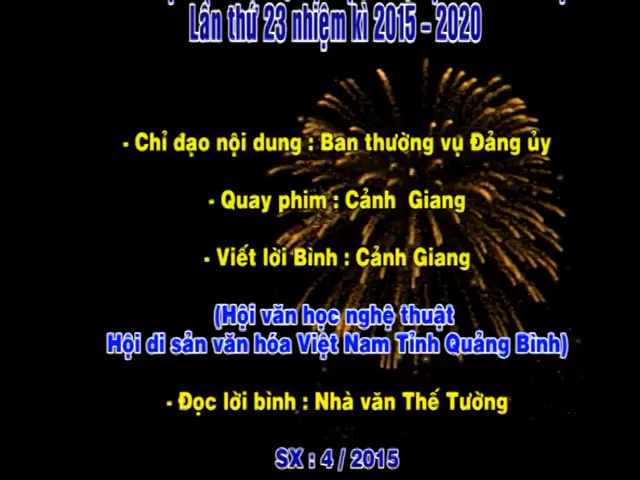 Lần thứ 23 nhiệm kì 2015 – 2020
- Chỉ đạo nội dung : Ban thường vụ Đảng ủy
- Quay phim : Cảnh Giang
- Viết lời Bình : Cảnh Giang
(Hội văn học nghệ thuật
Hội di sản văn hóa Việt Nam Tỉnh Quảng Bình)
- Đọc lời bình : Nhà văn Thế Tường
SX : 4 / 2015